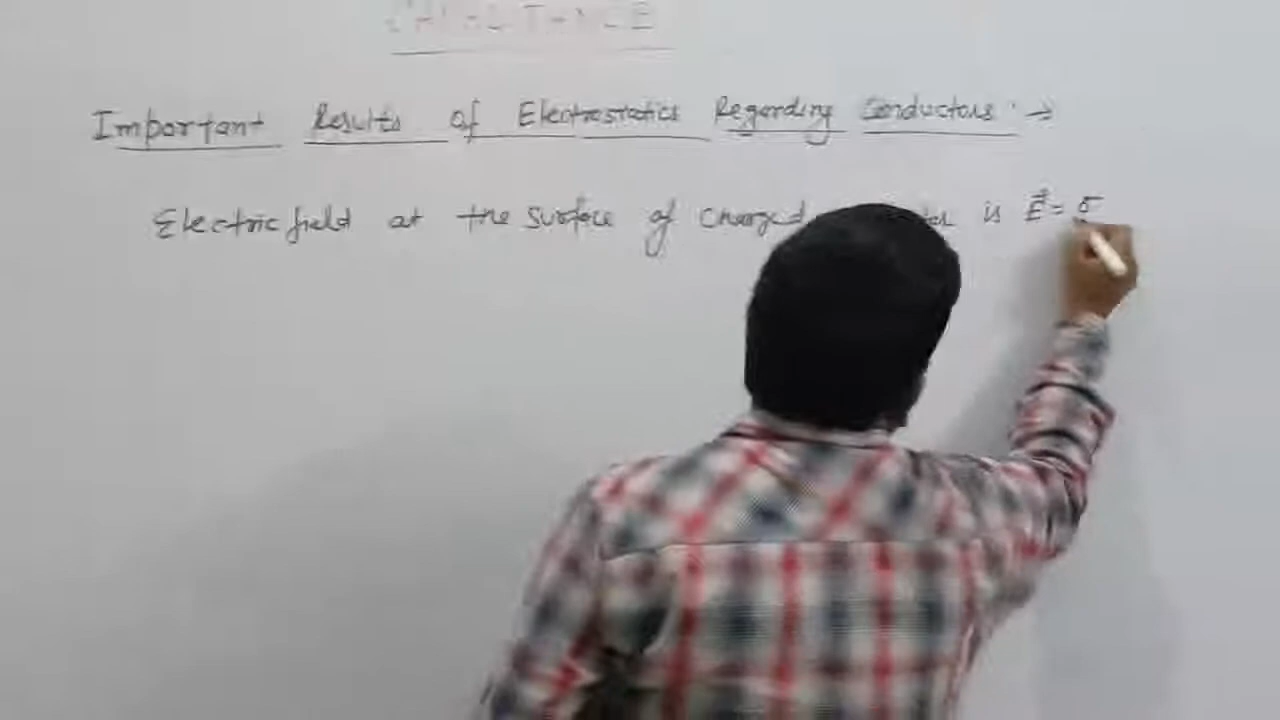 Important Results of Electrostatics Regarding Conductors :→
Electric field at the surface of charged is E⃗ = σ